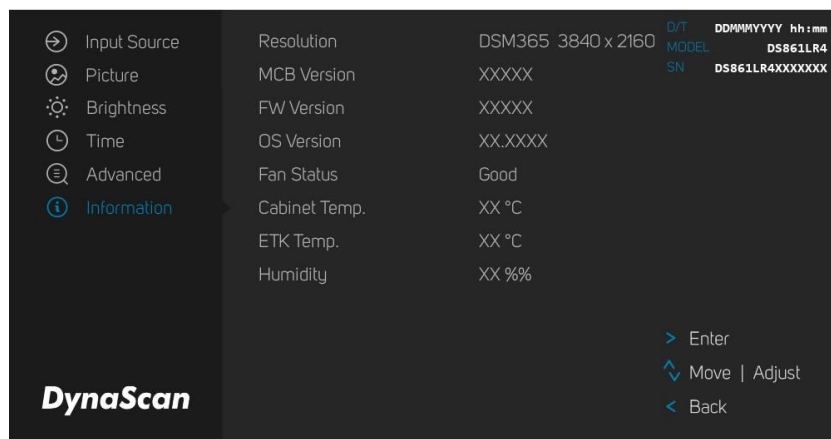 Input Source
Picture
Brightness
Time
Advanced
Information
DynaScan
Resolution DSM365 3840 x 2160
MCB Version XXXXX
FW Version XXXXX
OS Version XX.XXXX
Fan Status Good
Cabinet Temp. XX °C
ETK Temp. XX °C
Humidity XX %%
D/T DDMMMYYYY hh:mm
MODEL DS861LR4
SN DS861LR4XXXXXXX
> Enter
Move | Adjust
< Back